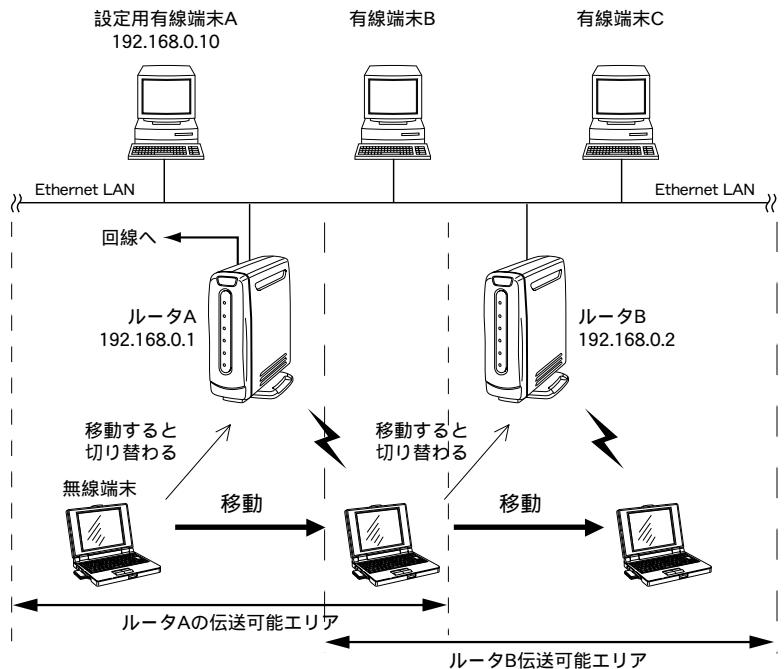 設定用有線端末A
192.168.0.10
有線端末B
有線端末C
Ethernet LAN
Ethernet LAN
回線へ
ルータA
192.168.0.1
ルータB
192.168.0.2
移動すると
切り替わる
移動すると
切り替わる
無線端末
移動
移動
ルータAの伝送可能エリア
ルータB伝送可能エリア